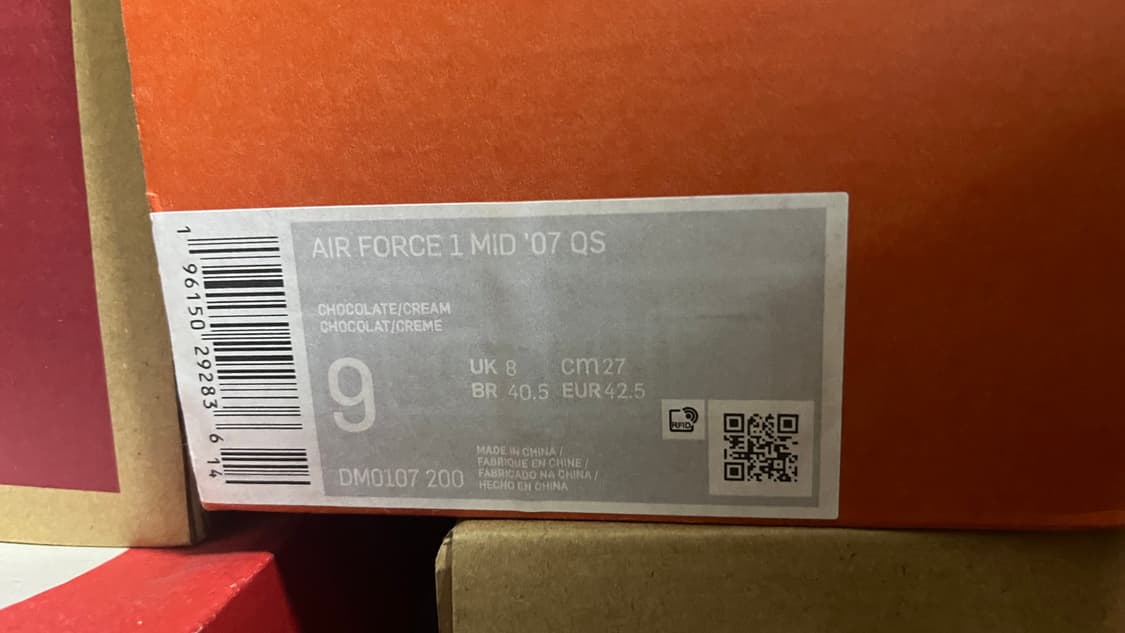 AIR FORCE 1 MID '07 QS
CHOCOLATE/CREAM
CHOCOLAT/CREME
9
UK 8 cm 27
BR 40.5 EUR 42.5
RFID
DM0107 200
MADE IN CHINA /
FABRIQUE EN CHINE /
FABRICADO NA CHINA /
HECHO EN CHINA
1 96150 29283 6 14